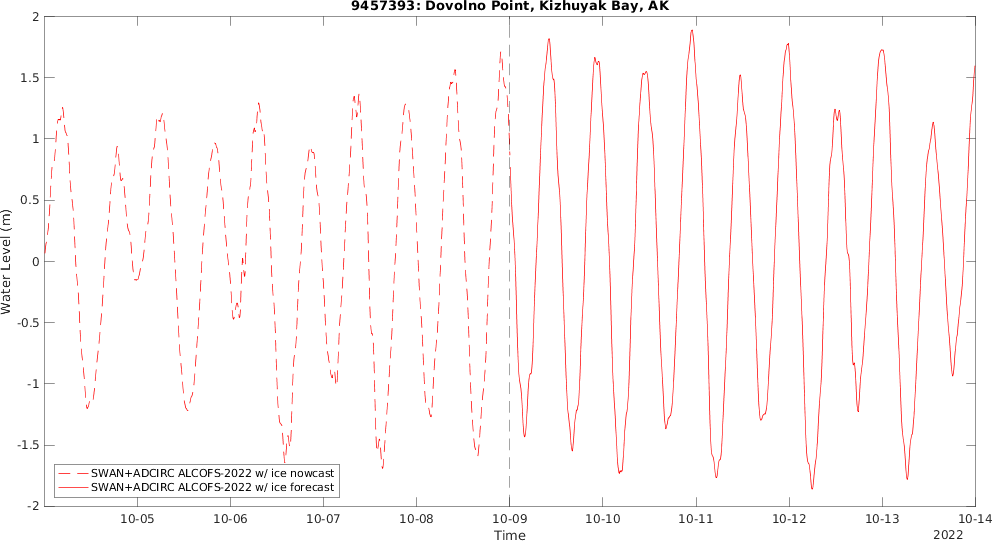 9457393: Dovolno Point, Kizhuyak Bay, AK
2
1.5
1
0.5
0
-0.5
-1
-1.5
-2
Water Level (m)
SWAN+ADCIRC ALCOFS-2022 w/ ice nowcast
SWAN+ADCIRC ALCOFS-2022 w/ ice forecast
10-05 10-06 10-07 10-08 10-09 10-10 10-11 10-12 10-13 10-14
Time
2022